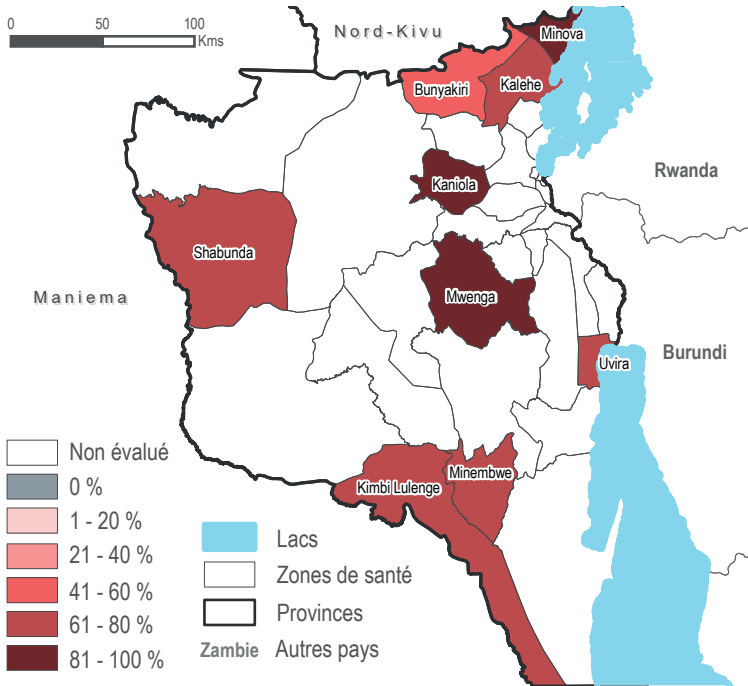 0 50 100
Kms
Nord-Kivu
Minova
Bunyakiri
Kalehe
Kaniola
Rwanda
Shabunda
Maniema
Mwenga
Burundi
Uvira
Minembwe
Kimbi Lulenge
Non évalué
0 %
1 - 20 %
21 - 40 %
41 - 60 %
61 - 80 %
81 - 100 %
Lacs
Zones de santé
Provinces
Zambie Autres pays